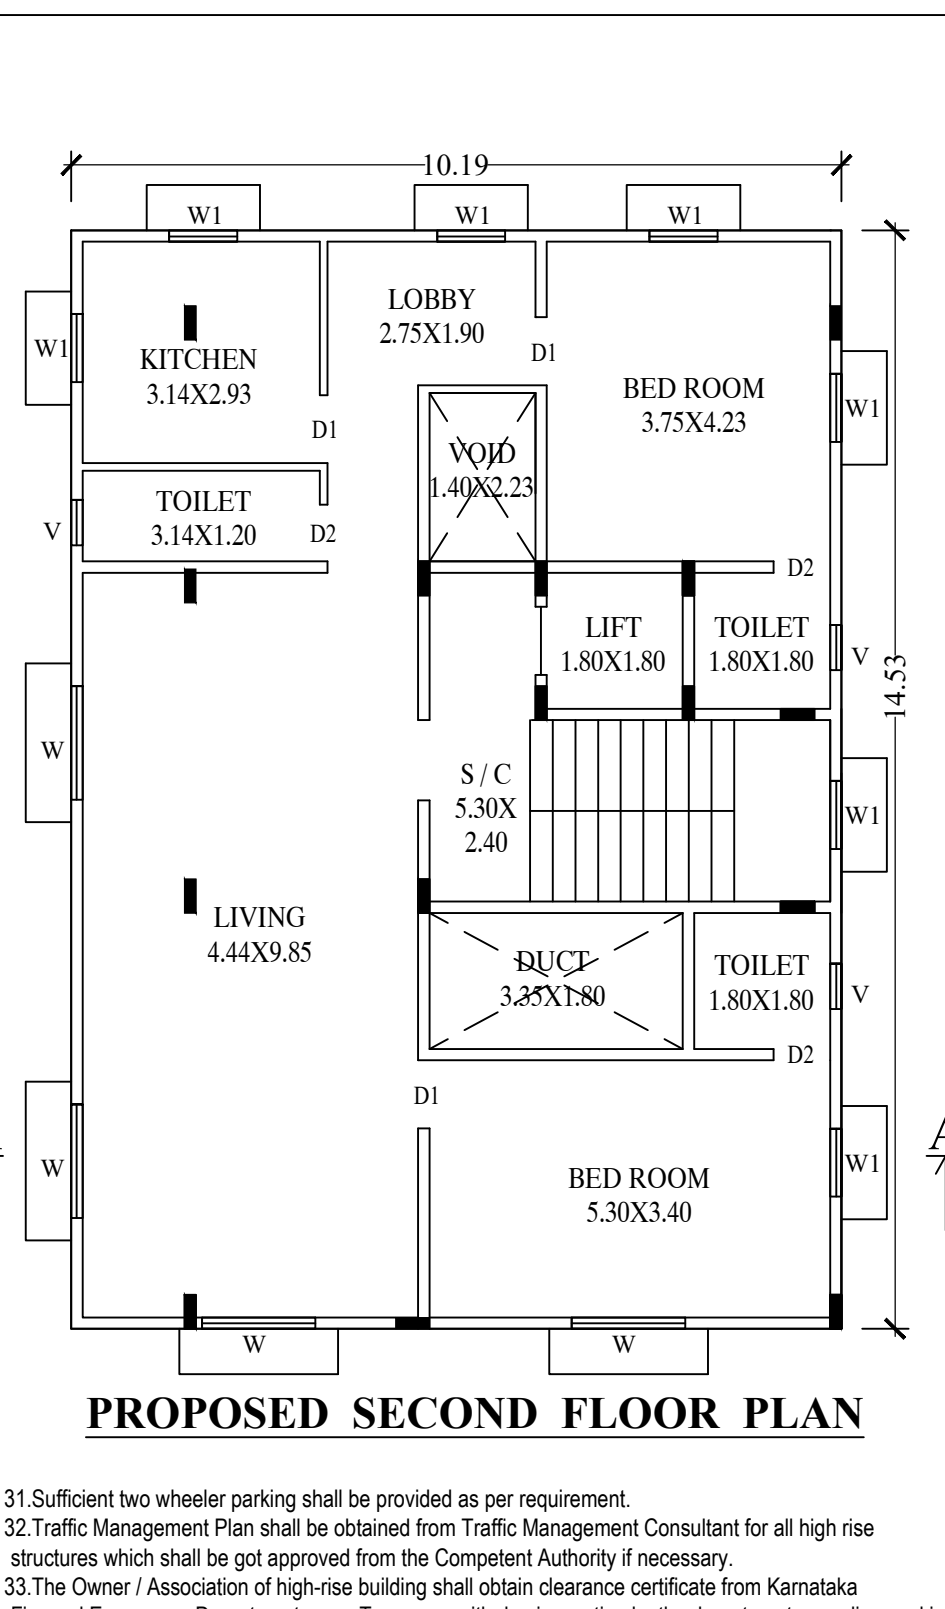 10.19
W1
W1
W1
LOBBY
2.75X1.90
W1
KITCHEN
3.14X2.93
D1
BED ROOM
3.75X4.23
W1
D1
VOID
1.40X2.23
TOILET
3.14X1.20
V
D2
D2
LIFT
1.80X1.80
TOILET
1.80X1.80
V
14.53
W
S / C
5.30X
2.40
W1
LIVING
4.44X9.85
DUCT
3.35X1.80
TOILET
1.80X1.80
V
D2
D1
W
BED ROOM
5.30X3.40
W1
A
W
W
PROPOSED SECOND FLOOR PLAN
31.Sufficient two wheeler parking shall be provided as per requirement.
32.Traffic Management Plan shall be obtained from Traffic Management Consultant for all high rise
structures which shall be got approved from the Competent Authority if necessary.
33.The Owner / Association of high-rise building shall obtain clearance certificate from Karnataka